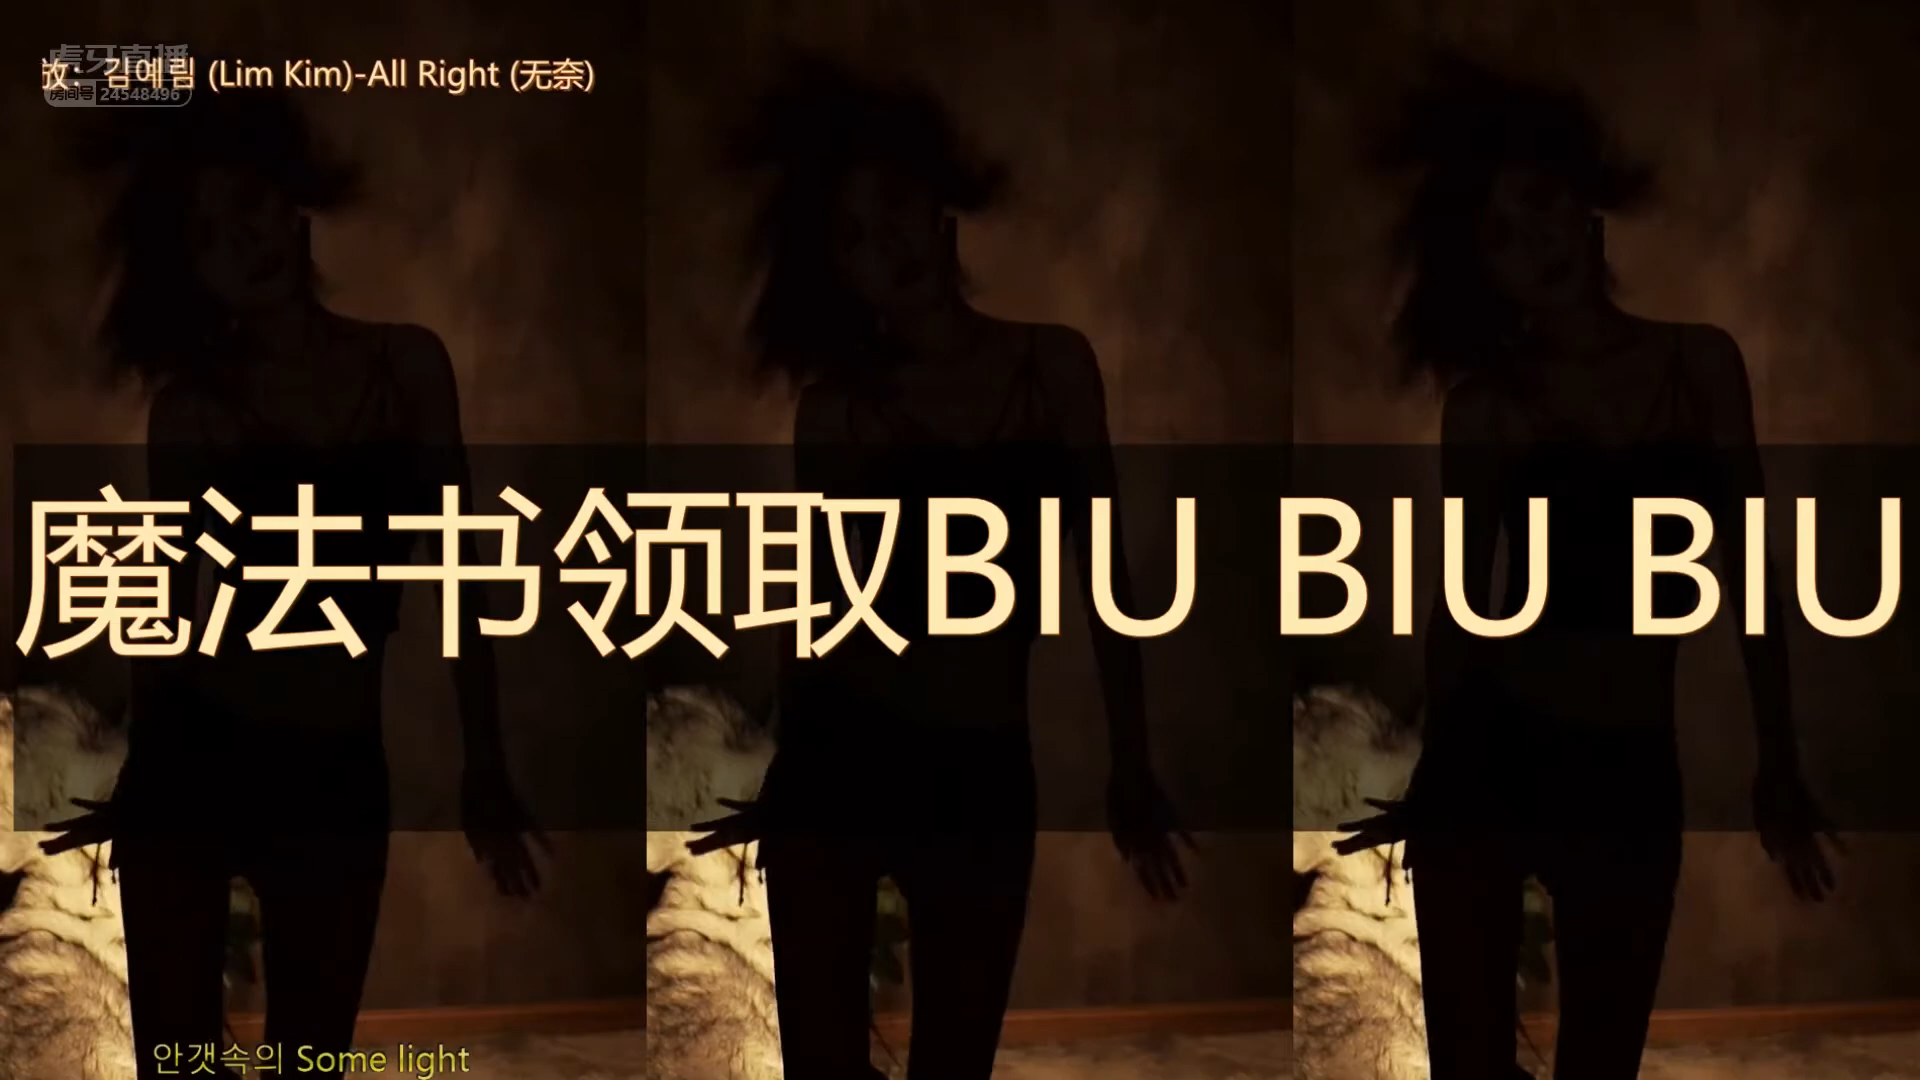 虎牙直播
放：김예림 (Lim Kim)-All Right (无奈)
房间号 24548496
魔法书领取BIU BIU BIU
안갯속의 Some light